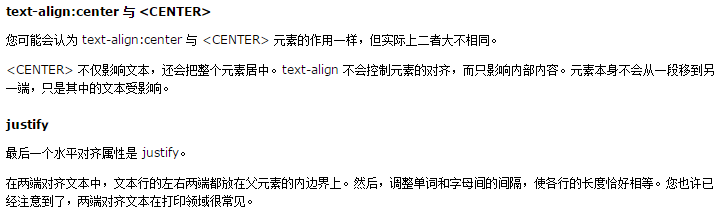 text-align:center 与 <CENTER>
您可能会认为 text-align:center 与 <CENTER> 元素的作用一样，但实际上二者大不相同。
<CENTER> 不仅影响文本，还会把整个元素居中。text-align 不会控制元素的对齐，而只影响内部内容。元素本身不会从一段移到另
一端，只是其中的文本受影响。
justify
最后一个水平对齐属性是 justify。
在两端对齐文本中，文本行的左右两端都放在父元素的内边界上。然后，调整单词和字母间的间隔，使各行的长度恰好相等。您也许已
经注意到了，两端对齐文本在打印领域很常见。